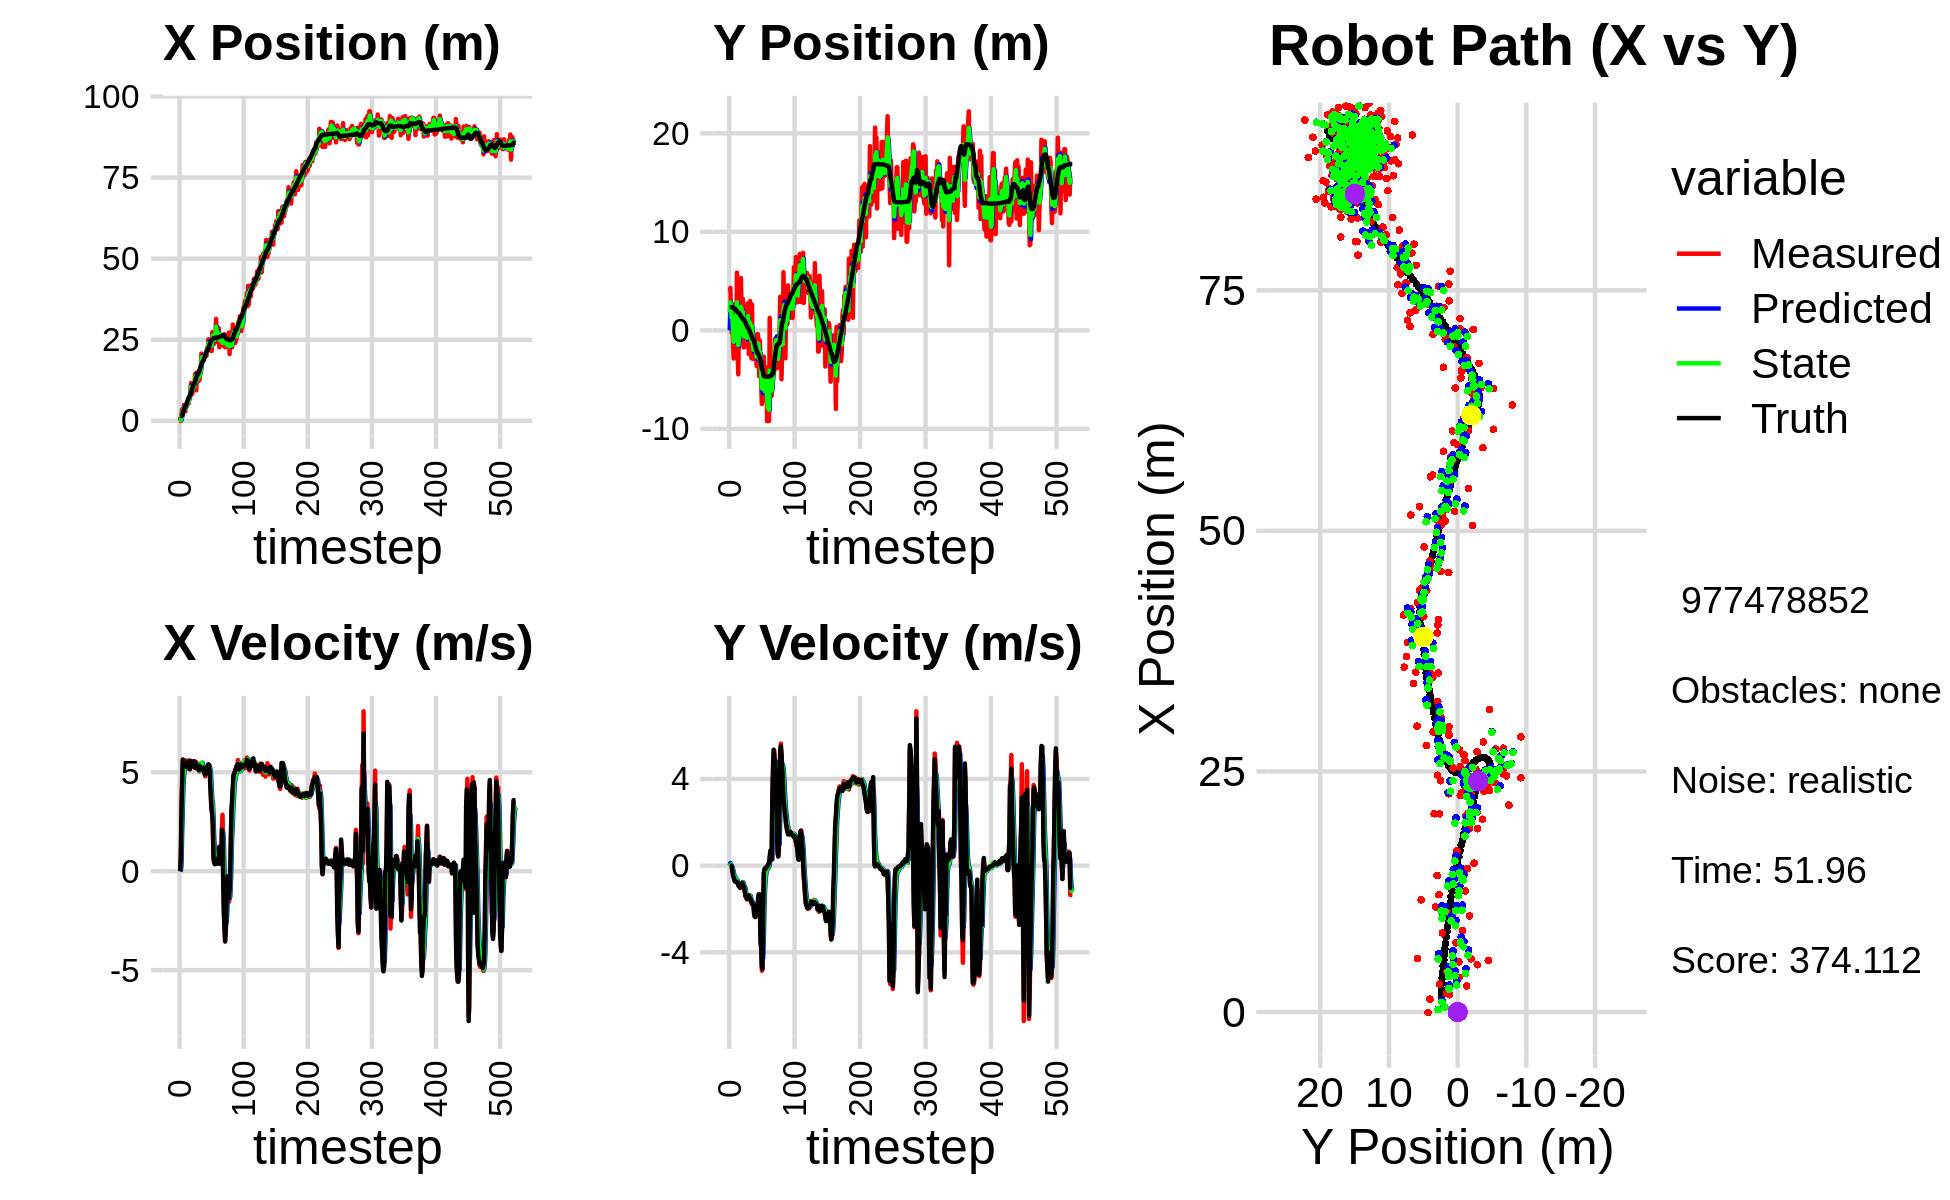 X Position (m)
100
75
50
25
0
0
100
200
300
400
500
timestep
Y Position (m)
20
10
0
-10
0
100
200
300
400
500
timestep
X Velocity (m/s)
5
0
-5
0
100
200
300
400
500
timestep
Y Velocity (m/s)
4
0
-4
0
100
200
300
400
500
timestep
Robot Path (X vs Y)
X Position (m)
75
50
25
0
20 10 0 -10 -20
Y Position (m)
variable
Measured
Predicted
State
Truth
977478852
Obstacles: none
Noise: realistic
Time: 51.96
Score: 374.112